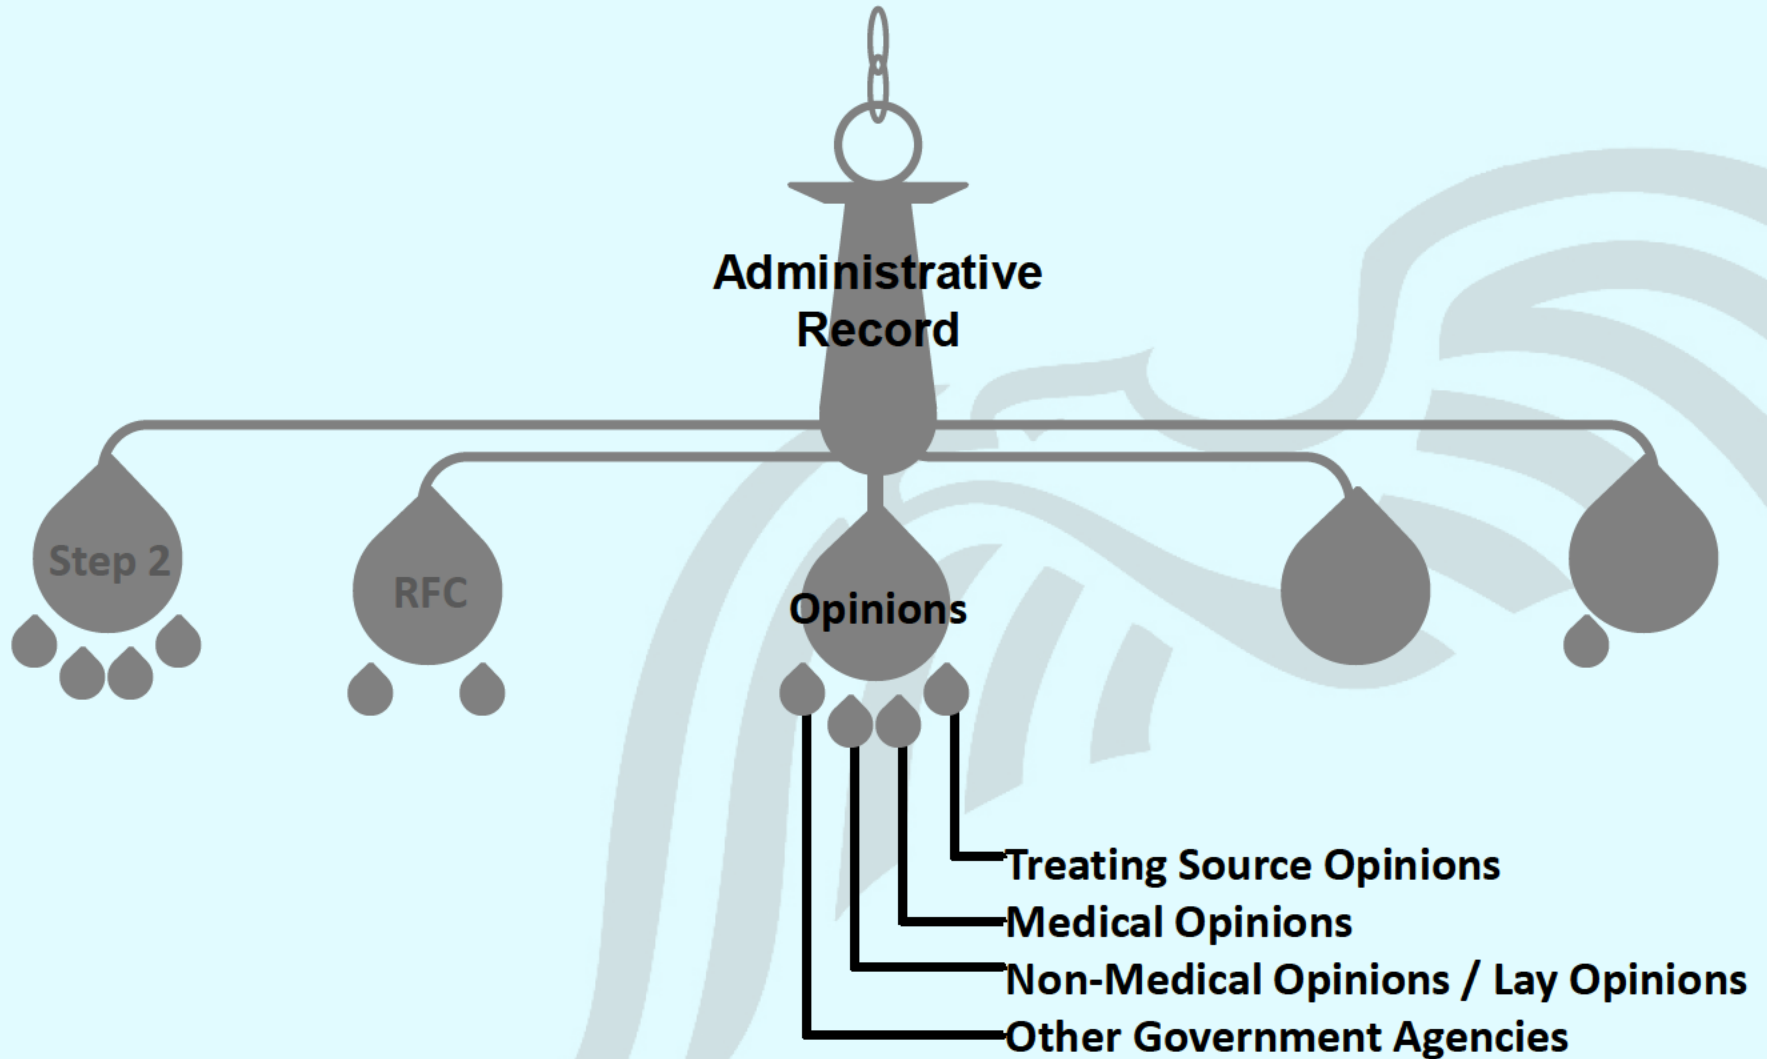 Administrative
Record
Step 2
RFC
Opinions
Treating Source Opinions
Medical Opinions
Non-Medical Opinions / Lay Opinions
Other Government Agencies